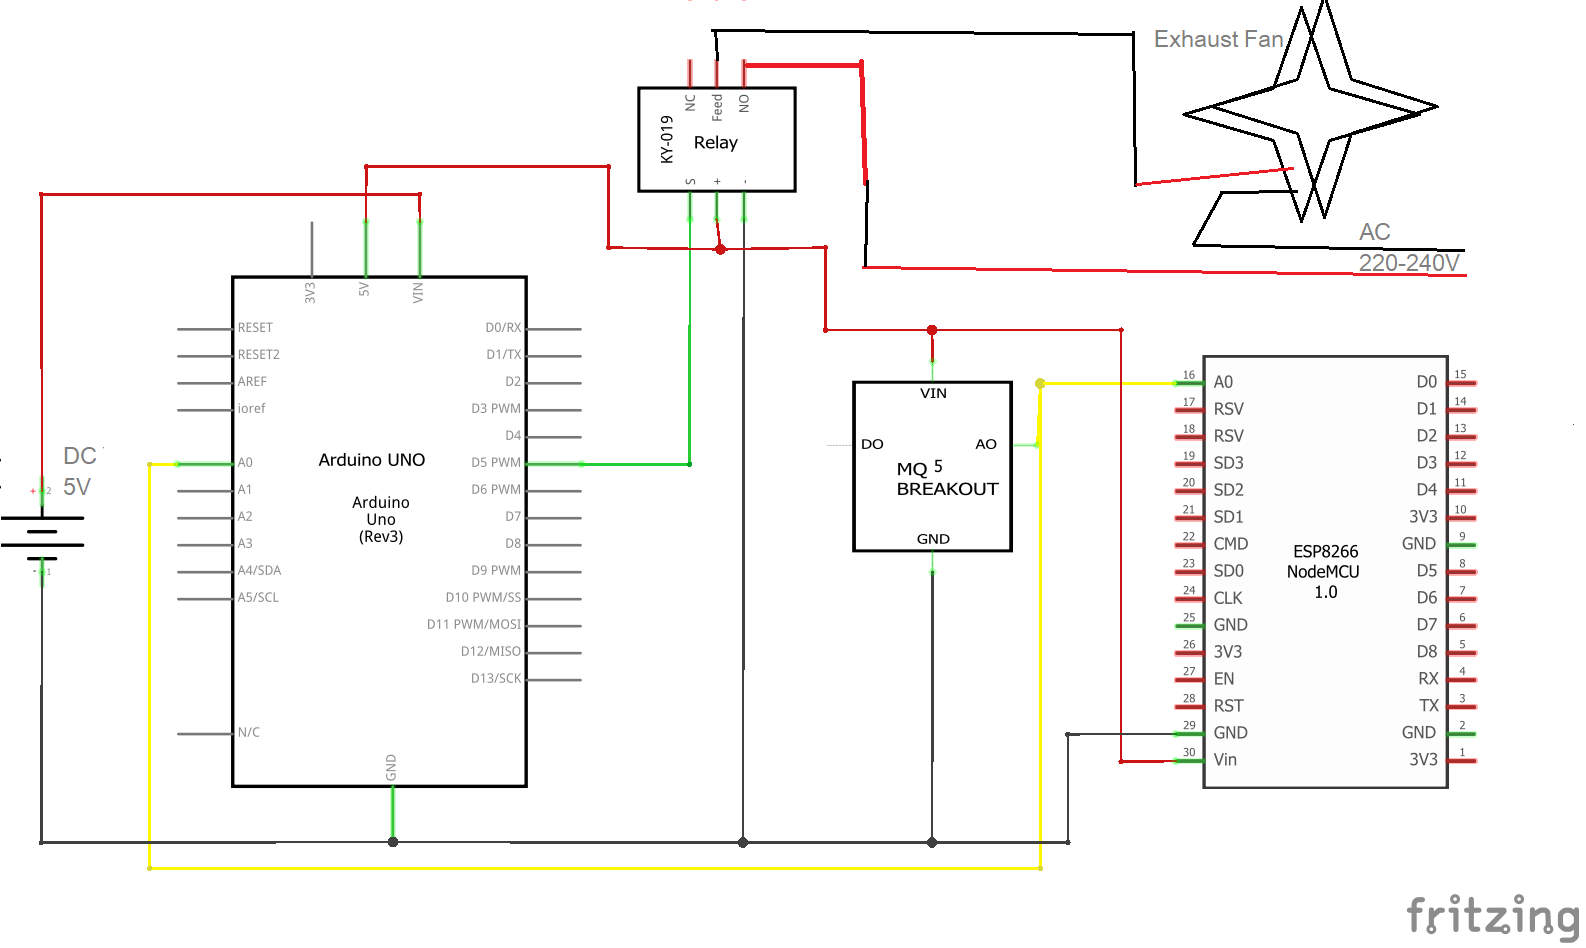 Exhaust Fan
AC
220-240V
NC
Feed
NO
KY-019
Relay
S
+
-
DC
5V
+
2
-
1
3V3
5V
VIN
RESET
RESET2
AREF
ioref
A0
A1
A2
A3
A4/SDA
A5/SCL
N/C
Arduino UNO
Arduino
Uno
(Rev3)
D0/RX
D1/TX
D2
D3 PWM
D4
D5 PWM
D6 PWM
D7
D8
D9 PWM
D10 PWM/SS
D11 PWM/MOSI
D12/MISO
D13/SCK
GND
VIN
DO
AO
MQ 5
BREAKOUT
GND
16 A0
17 RSV
18 RSV
19 SD3
20 SD2
21 SD1
22 CMD
23 SD0
24 CLK
25 GND
26 3V3
27 EN
28 RST
29 GND
30 Vin
ESP8266
NodeMCU
1.0
D0 15
D1 14
D2 13
D3 12
D4 11
3V3 10
GND 9
D5 8
D6 7
D7 6
D8 5
RX 4
TX 3
GND 2
3V3 1
fritzing